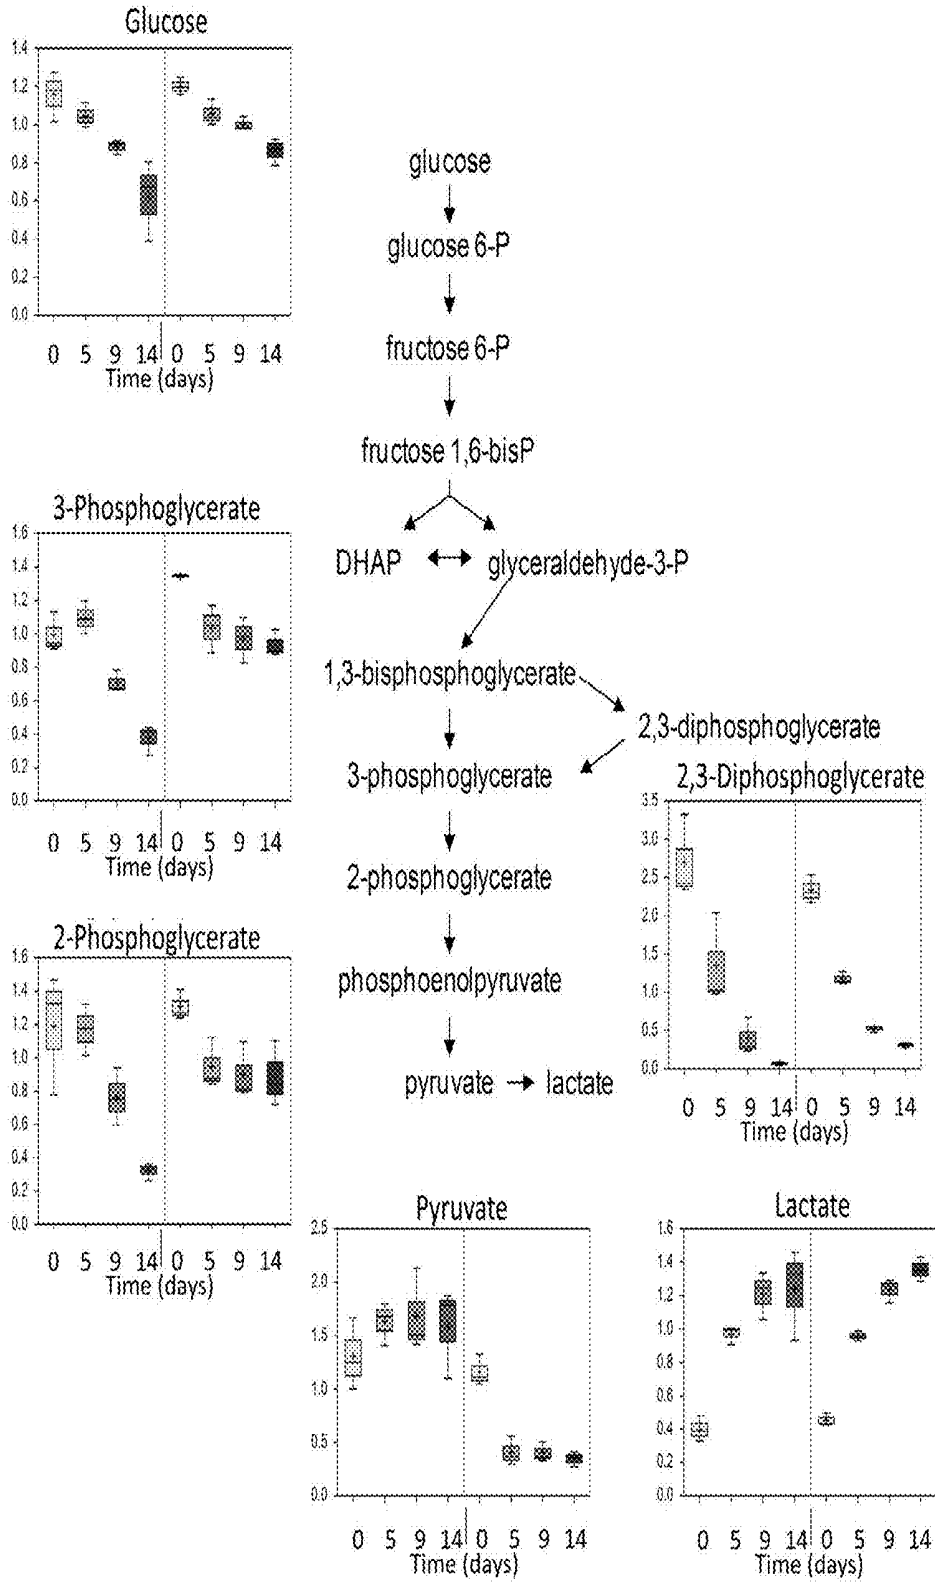 Glucose
1.4
1.2
1.0
0.8
0.6
0.4
0.2
0.0
0 5 9 14 0 5 9 14
Time (days)
glucose
glucose 6-P
fructose 6-P
fructose 1,6-bisP
DHAP glyceraldehyde-3-P
1,3-bisphosphoglycerate
2,3-diphosphoglycerate
3-phosphoglycerate
2-phosphoglycerate
phosphoenolpyruvate
pyruvate lactate
3-Phosphoglycerate
1.6
1.4
1.2
1.0
0.8
0.6
0.4
0.2
0.0
0 5 9 14 0 5 9 14
Time (days)
2,3-Diphosphoglycerate
3.5
3.0
2.5
2.0
1.5
1.0
0.5
0.0
0 5 9 14 0 5 9 14
Time (days)
2-Phosphoglycerate
1.6
1.4
1.2
1.0
0.8
0.6
0.4
0.2
0.0
0 5 9 14 0 5 9 14
Time (days)
Pyruvate
2.5
2.0
1.5
1.0
0.5
0.0
0 5 9 14 0 5 9 14
Time (days)
Lactate
1.6
1.4
1.2
1.0
0.8
0.6
0.4
0.2
0.0
0 5 9 14 0 5 9 14
Time (days)